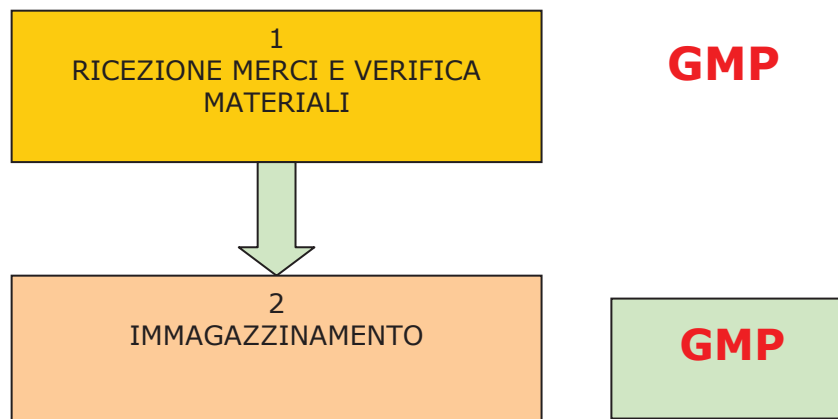 1
RICEZIONE MERCI E VERIFICA
MATERIALI
GMP
2
IMMAGAZZINAMENTO
GMP